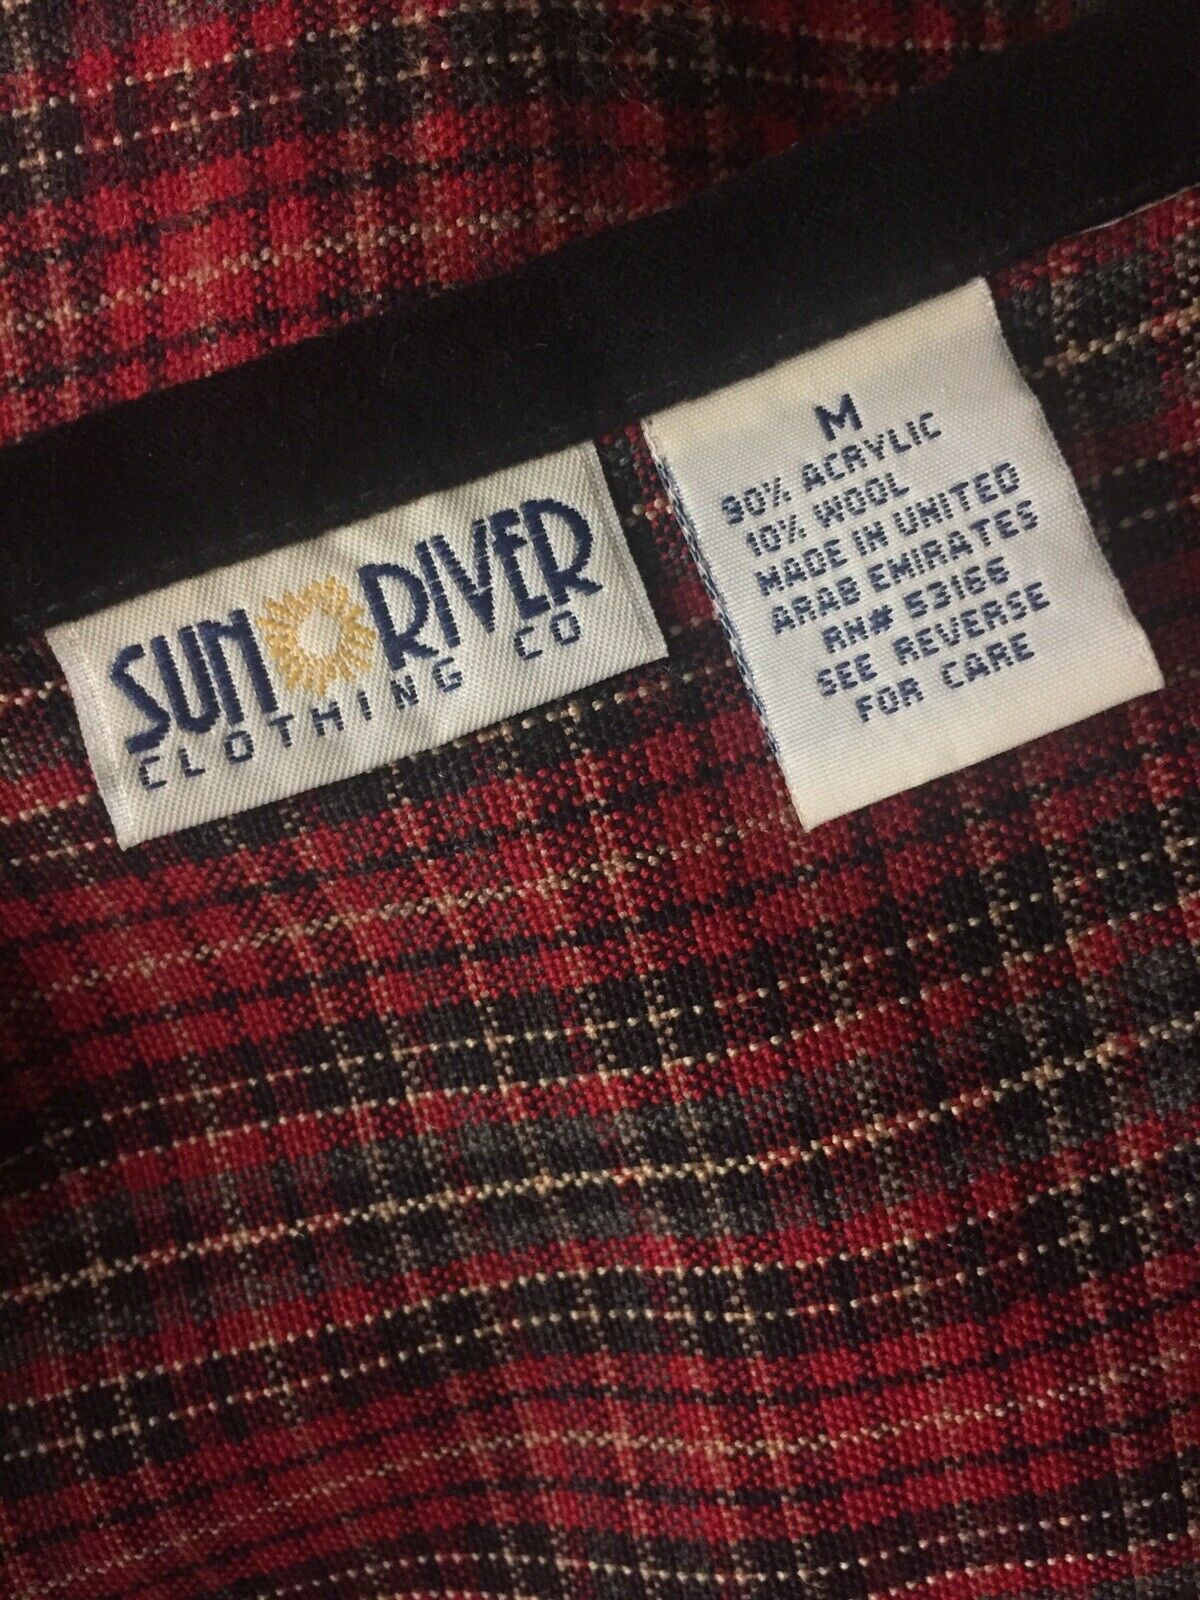 SUN RIVER
CLOTHING CO
M
90% ACRYLIC
10% WOOL
MADE IN UNITED
ARAB EMIRATES
RN# 53166
SEE REVERSE
FOR CARE